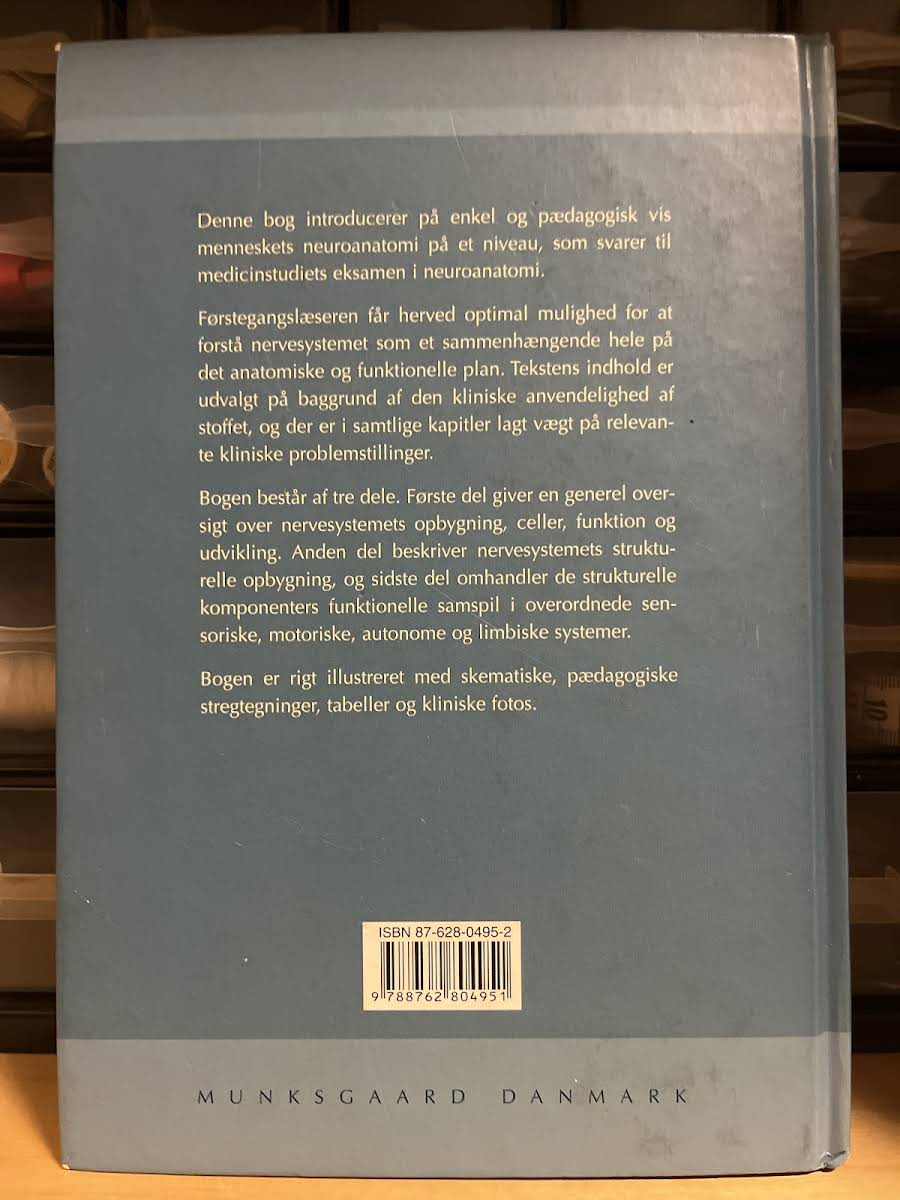 Denne bog introducerer på enkel og pædagogisk vis
menneskets neuroanatomi på et niveau, som svarer til
medicinstudiets eksamen i neuroanatomi.
Førstegangslæseren får herved optimal mulighed for at
forstå nervesystemet som et sammenhængende hele på
det anatomiske og funktionelle plan. Tekstens indhold er
udvalgt på baggrund af den kliniske anvendelighed af
stoffet, og der er i samtlige kapitler lagt vægt på relevan-
te kliniske problemstillinger.
Bogen består af tre dele. Første del giver en generel over-
sigt over nervesystemets opbygning, celler, funktion og
udvikling. Anden del beskriver nervesystemets struktu-
relle opbygning, og sidste del omhandler de strukturelle
komponenters funktionelle samspil i overordnede sen-
soriske, motoriske, autonome og limbiske systemer.
Bogen er rigt illustreret med skematiske, pædagogiske
stregtegninger, tabeller og kliniske fotos.
10
ISBN 87-628-0495-2
9 788762 804951
MUNKSGAARD DANMARK